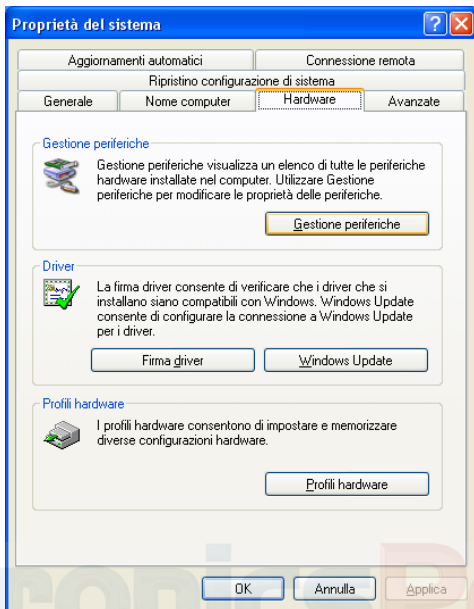 Proprietà del sistema
Aggiornamenti automatici Connessione remota
Ripristino configurazione di sistema
Generale Nome computer Hardware Avanzate
Gestione periferiche
Gestione periferiche visualizza un elenco di tutte le periferiche
hardware installate nel computer. Utilizzare Gestione
periferiche per modificare le proprietà delle periferiche.
Gestione periferiche
Driver
La firma driver consente di verificare che i driver che si
installano siano compatibili con Windows. Windows Update
consente di configurare la connessione a Windows Update
per i driver.
Firma driver Windows Update
Profili hardware
I profili hardware consentono di impostare e memorizzare
diverse configurazioni hardware.
Profili hardware
OK Annulla Applica